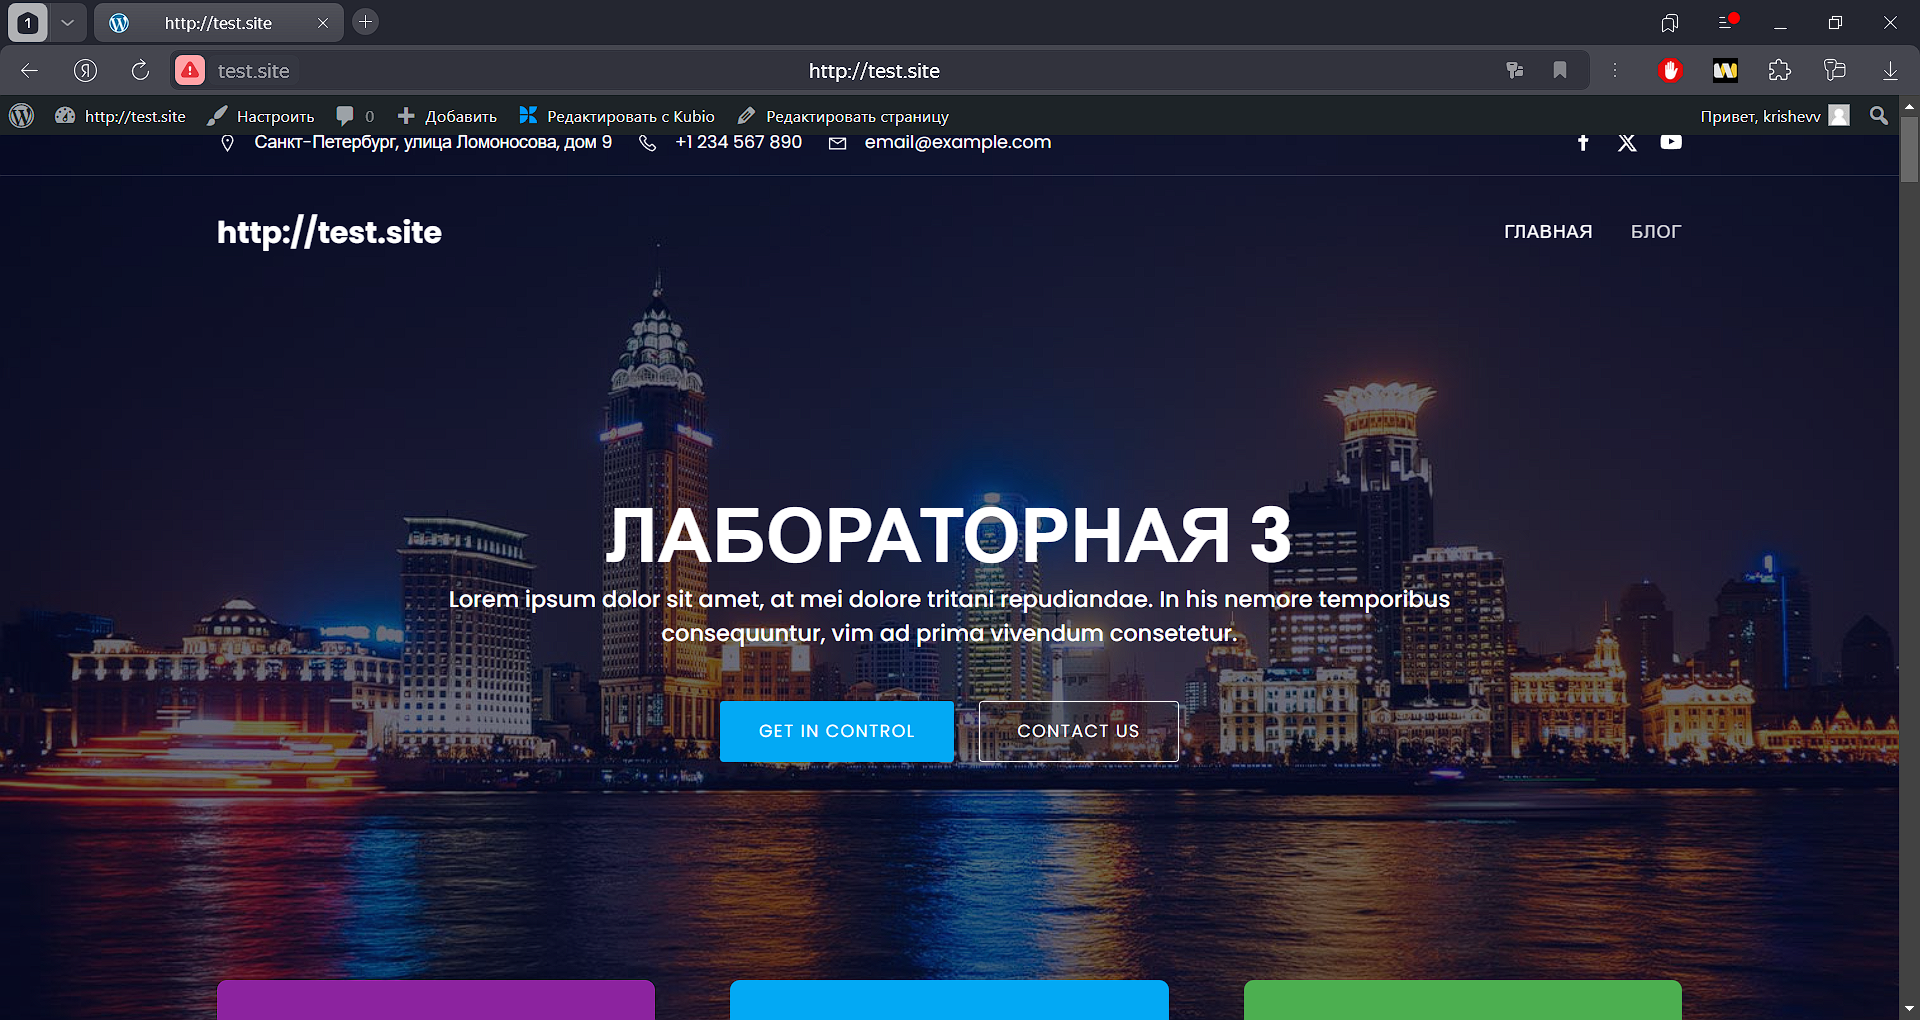 1
http://test.site
test.site
http://test.site
http://test.site
Настроить
0
Добавить
Редактировать с Kubio
Редактировать страницу
Привет, krishevv
Санкт-Петербург, улица Ломоносова, дом 9
+1 234 567 890
email@example.com
http://test.site
ГЛАВНАЯ
БЛОГ
ЛАБОРАТОРНАЯ 3
Lorem ipsum dolor sit amet, at mei dolore tritani repudiandae. In his nemore temporibus
consequuntur, vim ad prima vivendum consetetur.
GET IN CONTROL
CONTACT US